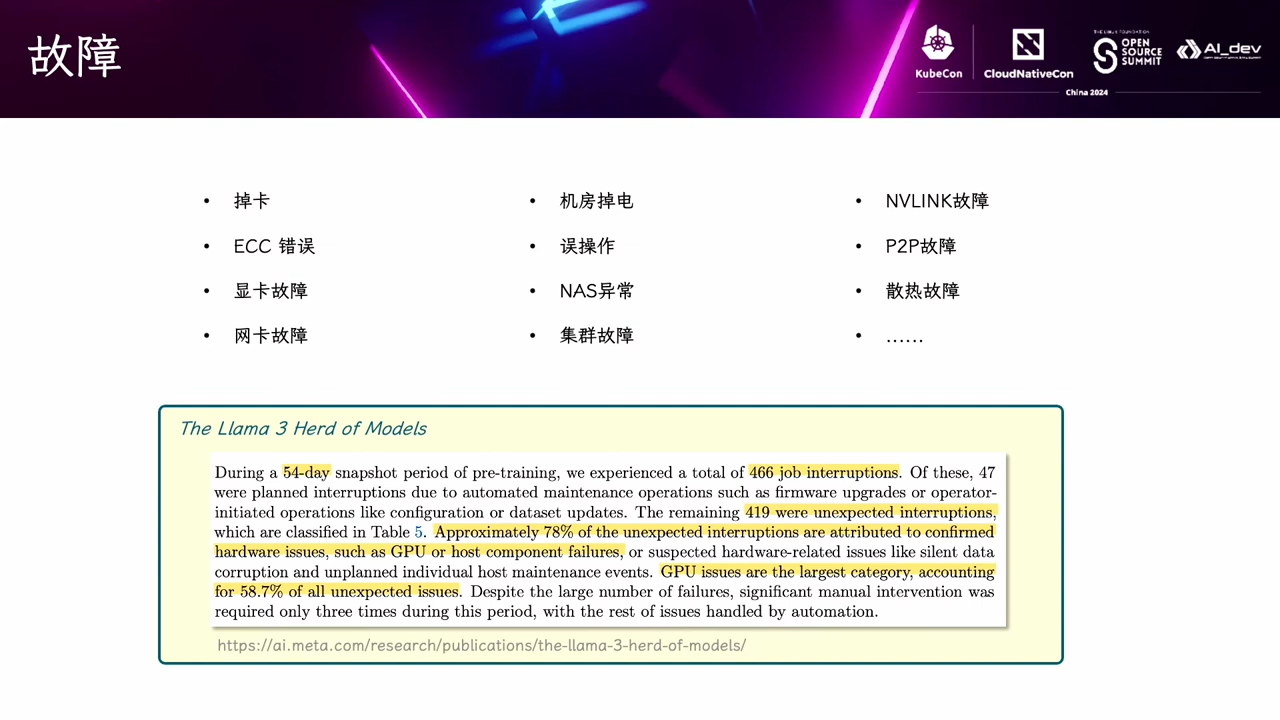 故障
KubeCon
CloudNativeCon
THE LINUX FOUNDATION
OPEN
SOURCE
SUMMIT
AI_dev
China 2024
• 掉卡
• ECC 错误
• 显卡故障
• 网卡故障
• 机房掉电
• 误操作
• NAS异常
• 集群故障
• NVLINK故障
• P2P故障
• 散热故障
• ……
The Llama 3 Herd of Models
During a 54-day snapshot period of pre-training, we experienced a total of 466 job interruptions. Of these, 47
were planned interruptions due to automated maintenance operations such as firmware upgrades or operator-
initiated operations like configuration or dataset updates. The remaining 419 were unexpected interruptions,
which are classified in Table 5. Approximately 78% of the unexpected interruptions are attributed to confirmed
hardware issues, such as GPU or host component failures, or suspected hardware-related issues like silent data
corruption and unplanned individual host maintenance events. GPU issues are the largest category, accounting
for 58.7% of all unexpected issues. Despite the large number of failures, significant manual intervention was
required only three times during this period, with the rest of issues handled by automation.
https://ai.meta.com/research/publications/the-llama-3-herd-of-models/